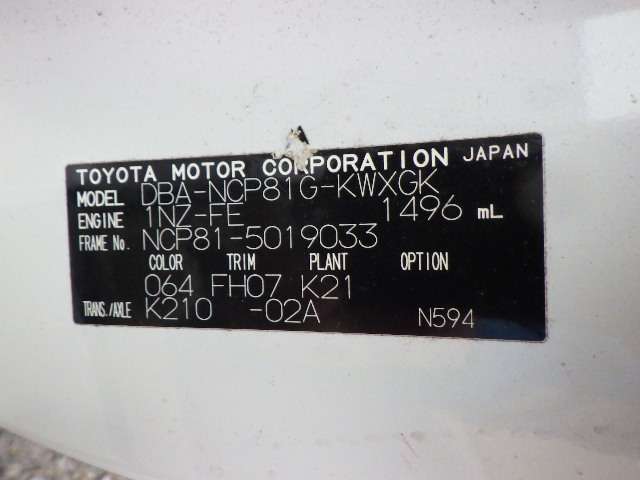 TOYOTA MOTOR CORPORATION JAPAN
MODEL DBA-NCP81G-KWXGK
ENGINE 1NZ-FE 1496 mL
FRAME No. NCP81-5019033
COLOR TRIM PLANT OPTION
064 FH07 K21
TRANS./AXLE K210 -02A
N594